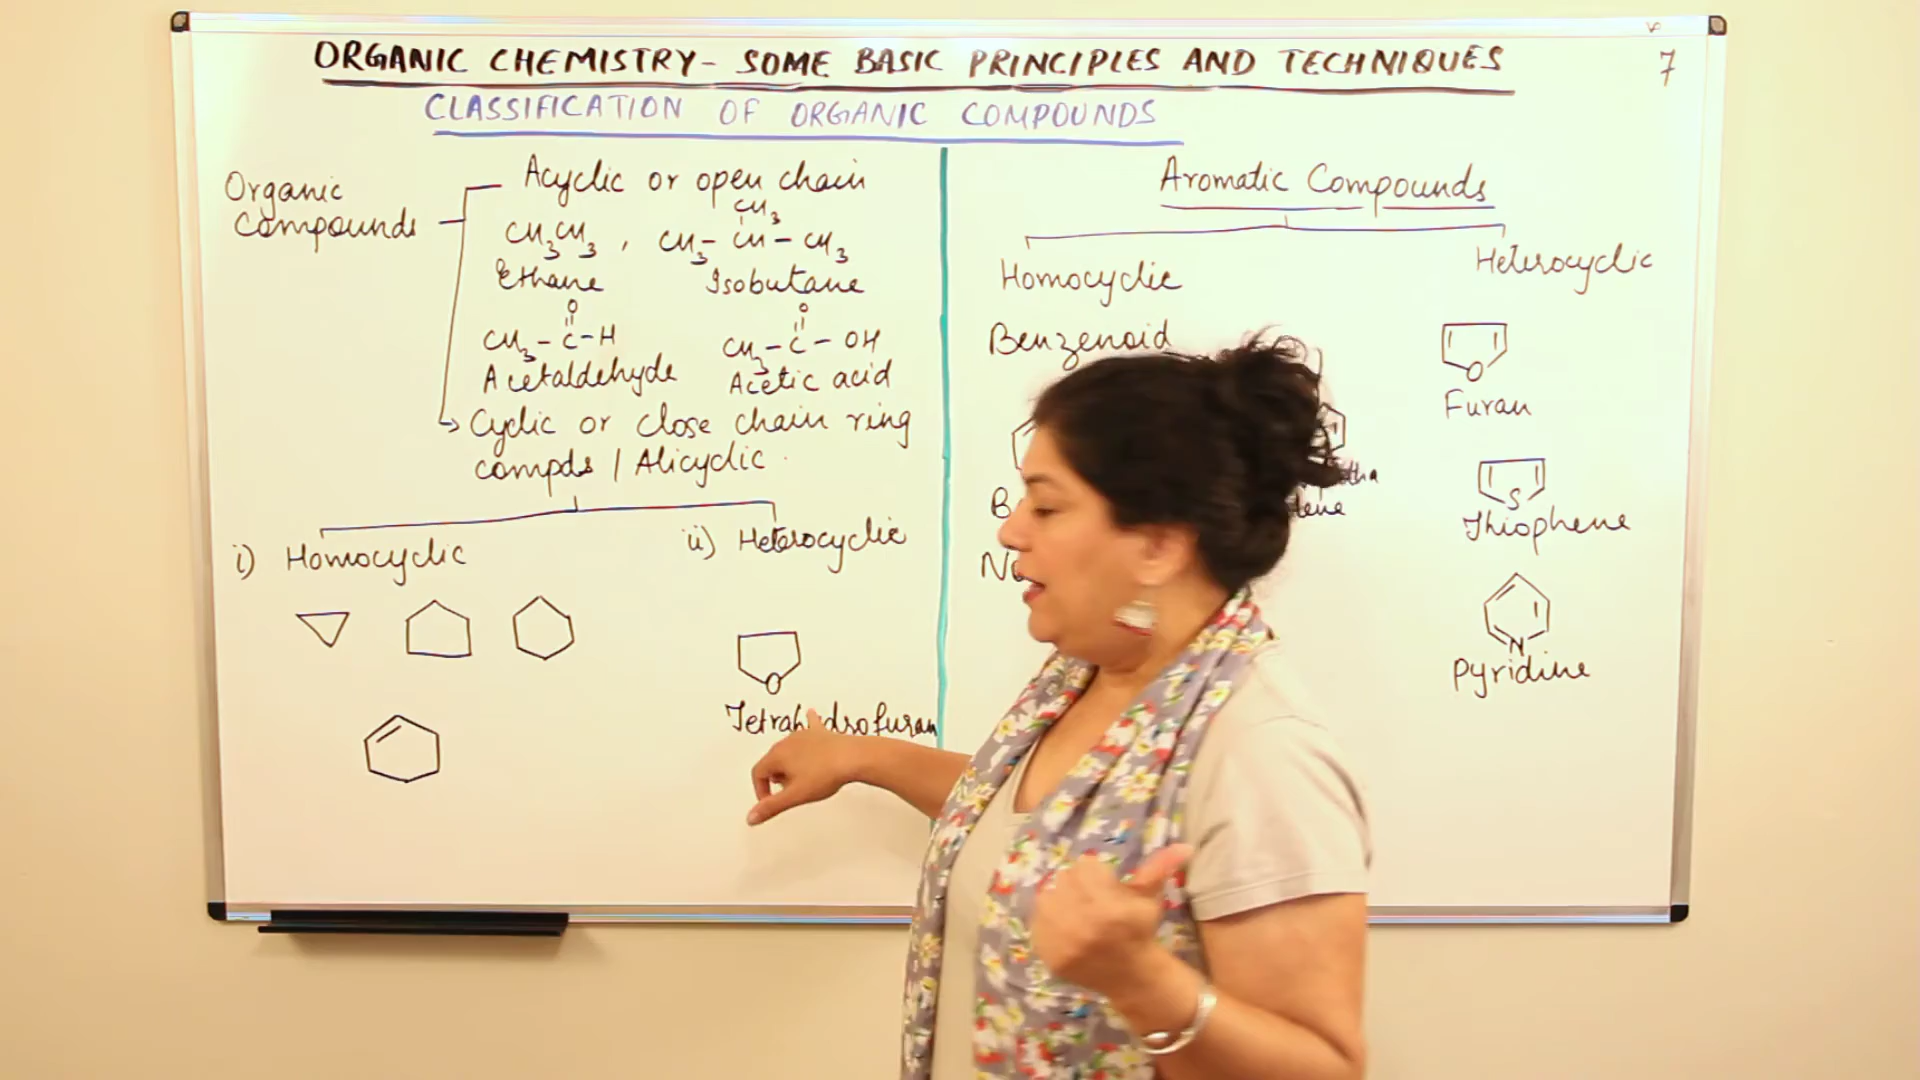 ORGANIC CHEMISTRY- SOME BASIC PRINCIPLES AND TECHNIQUES
7
CLASSIFICATION OF ORGANIC COMPOUNDS
Organic
Compounds
Acyclic or open chain
CH3
CH3CH3 , CH3- CH - CH3
Ethane
Isobutane
O
O
CH3 - C - H
CH3 - C - OH
Acetaldehyde
Acetic acid
Cyclic or close chain ring
compds / Alicyclic
i) Homocyclic
ii) Heterocyclic
O
Tetrahydrofuran
Aromatic Compounds
Homocyclic
Heterocyclic
Benzenoid
O
Furan
S
Thiophene
N
Pyridine